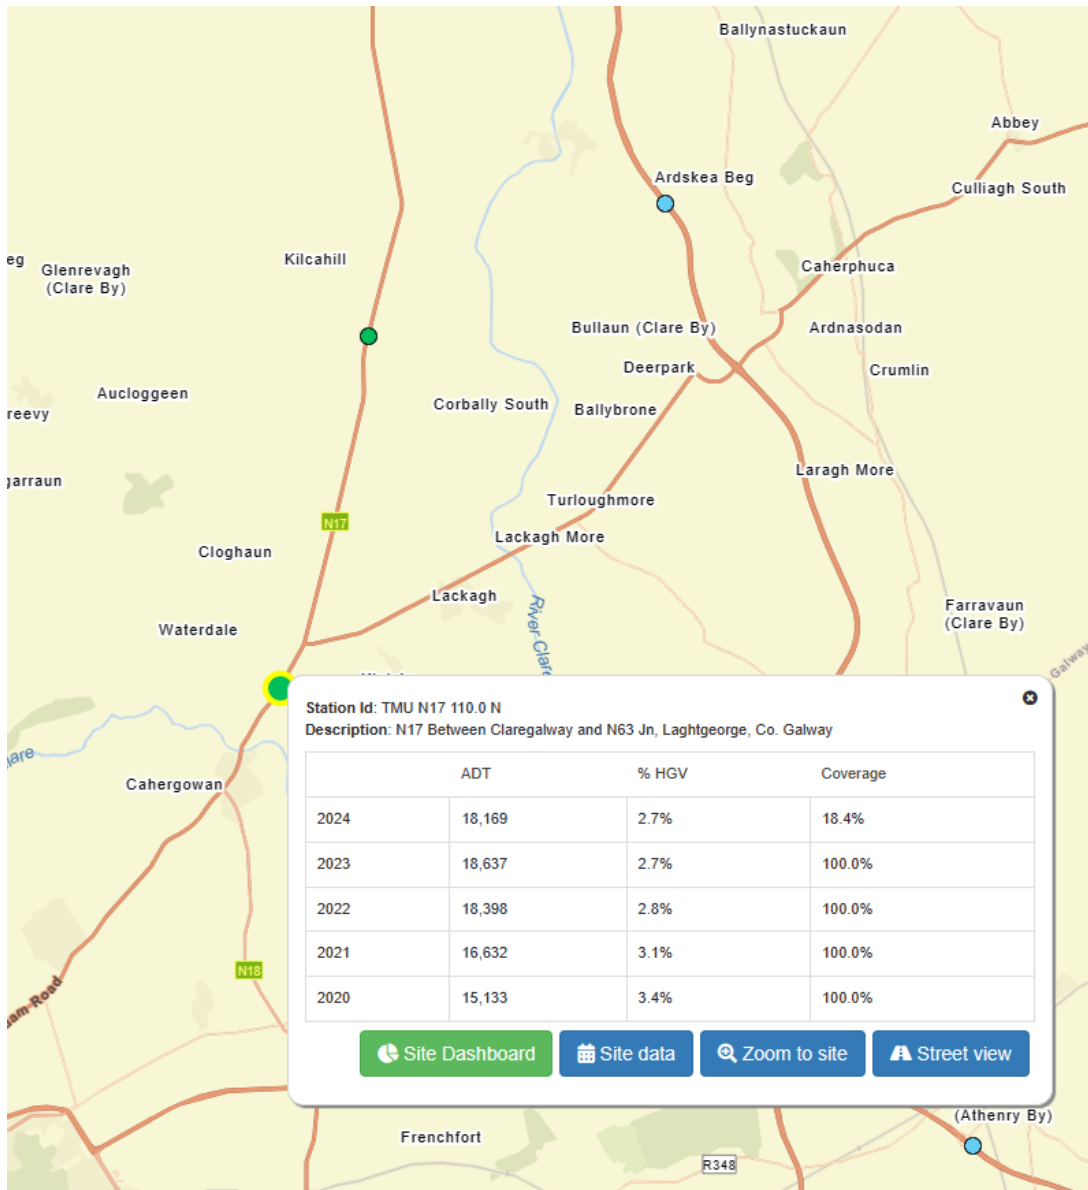 Ballynastuckaun
Abbey
Ardskea Beg
Culliagh South
eg
Glenrevagh
(Clare By)
Kilcahill
Caherphuca
Bullaun (Clare By)
Ardnasodan
Deerpark
Crumlin
Aucloggeen
Corbally South
Ballybrone
reevy
Laragh More
garraun
Turloughmore
N17
Lackagh More
Cloghaun
Lackagh
River Clare
Farravaun
(Clare By)
Waterdale
Galway
Station Id: TMU N17 110.0 N
Description: N17 Between Claregalway and N63 Jn, Laghtgeorge, Co. Galway
lare
Cahergowan
ADT % HGV Coverage
2024 18,169 2.7% 18.4%
2023 18,637 2.7% 100.0%
2022 18,398 2.8% 100.0%
2021 16,632 3.1% 100.0%
2020 15,133 3.4% 100.0%
N18
am Road
Site Dashboard Site data Zoom to site Street view
(Athenry By)
Frenchfort
R348